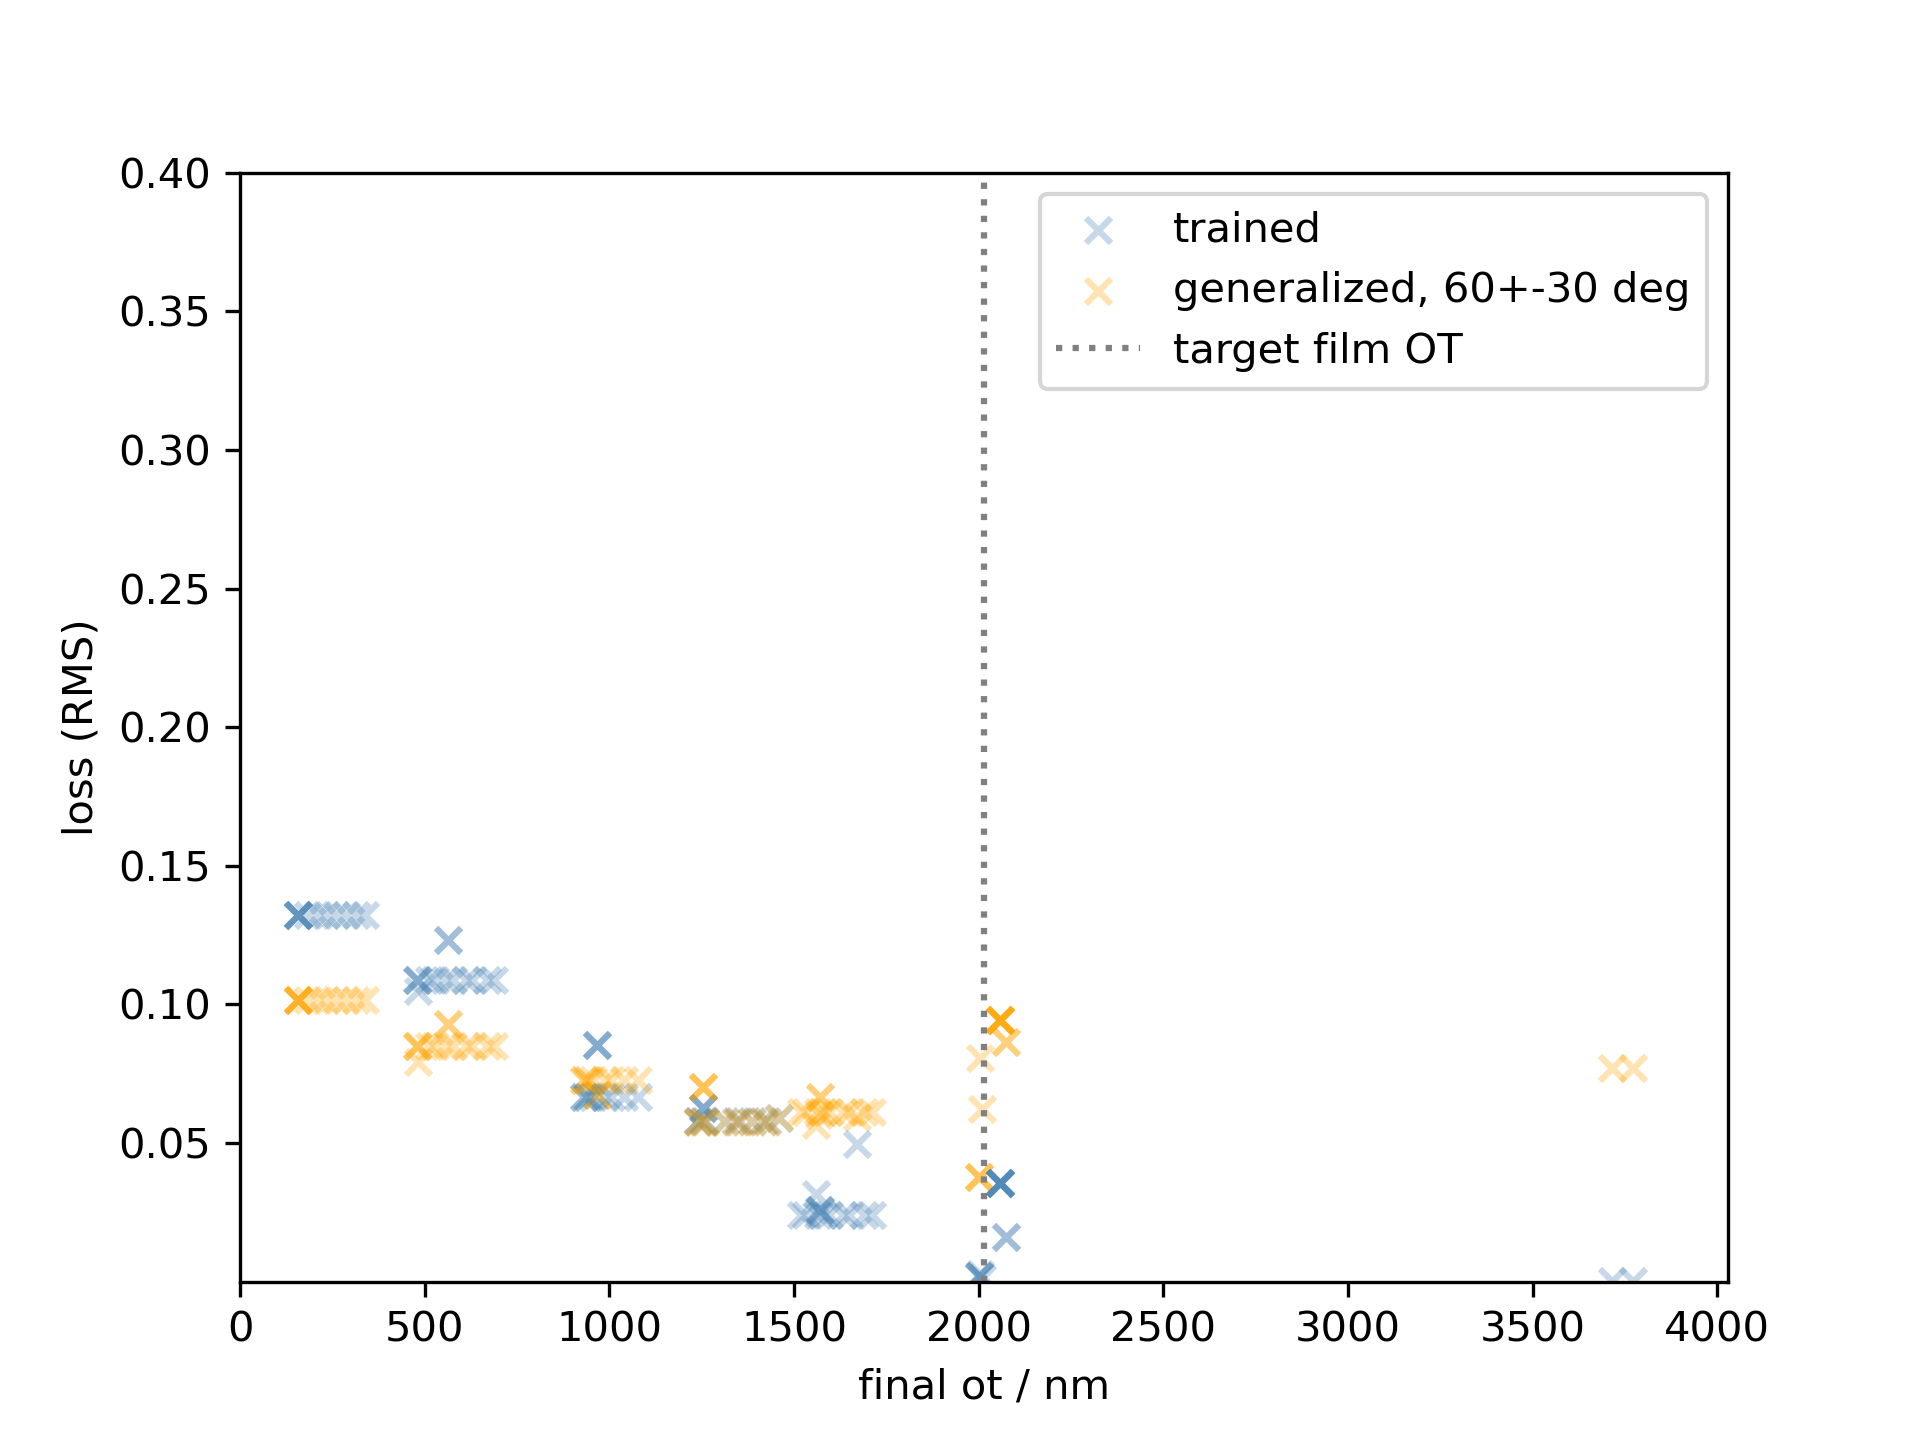 0.40
0.35
0.30
0.25
0.20
0.15
0.10
0.05
loss (RMS)
trained
generalized, 60+-30 deg
target film OT
0 500 1000 1500 2000 2500 3000 3500 4000
final ot / nm